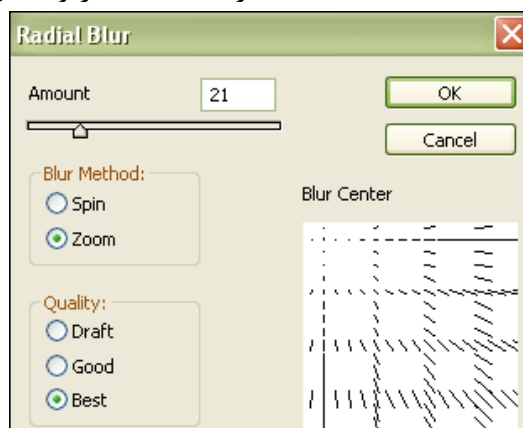 Radial Blur
Amount 21
OK
Cancel
Blur Method:
Spin
Zoom
Blur Center
Quality:
Draft
Good
Best